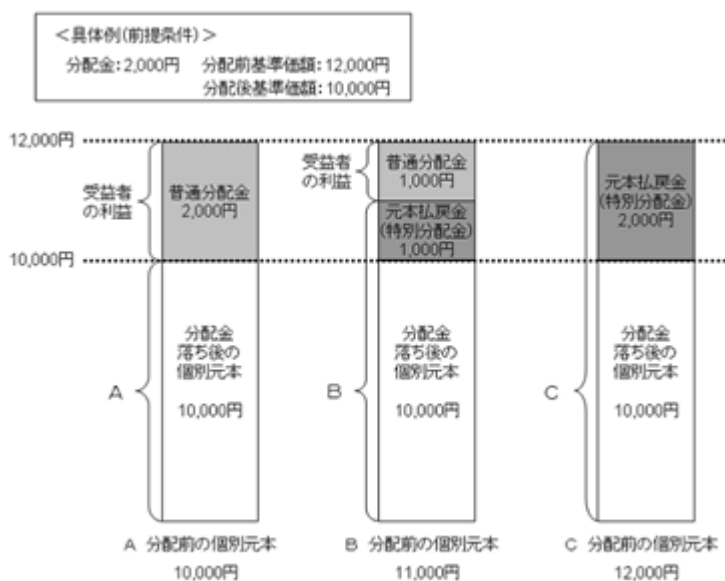 ＜具体例(前提条件)＞
分配金：2,000円　分配前基準価額：12,000円
分配後基準価額：10,000円
12,000円
10,000円
受益者
の利益
普通分配金
2,000円
A
分配金
落ち後の
個別元本
10,000円
A 分配前の個別元本
10,000円
受益者
の利益
普通分配金
1,000円
元本払戻金
(特別分配金)
1,000円
B
分配金
落ち後の
個別元本
10,000円
B 分配前の個別元本
11,000円
元本払戻金
(特別分配金)
2,000円
C
分配金
落ち後の
個別元本
10,000円
C 分配前の個別元本
12,000円